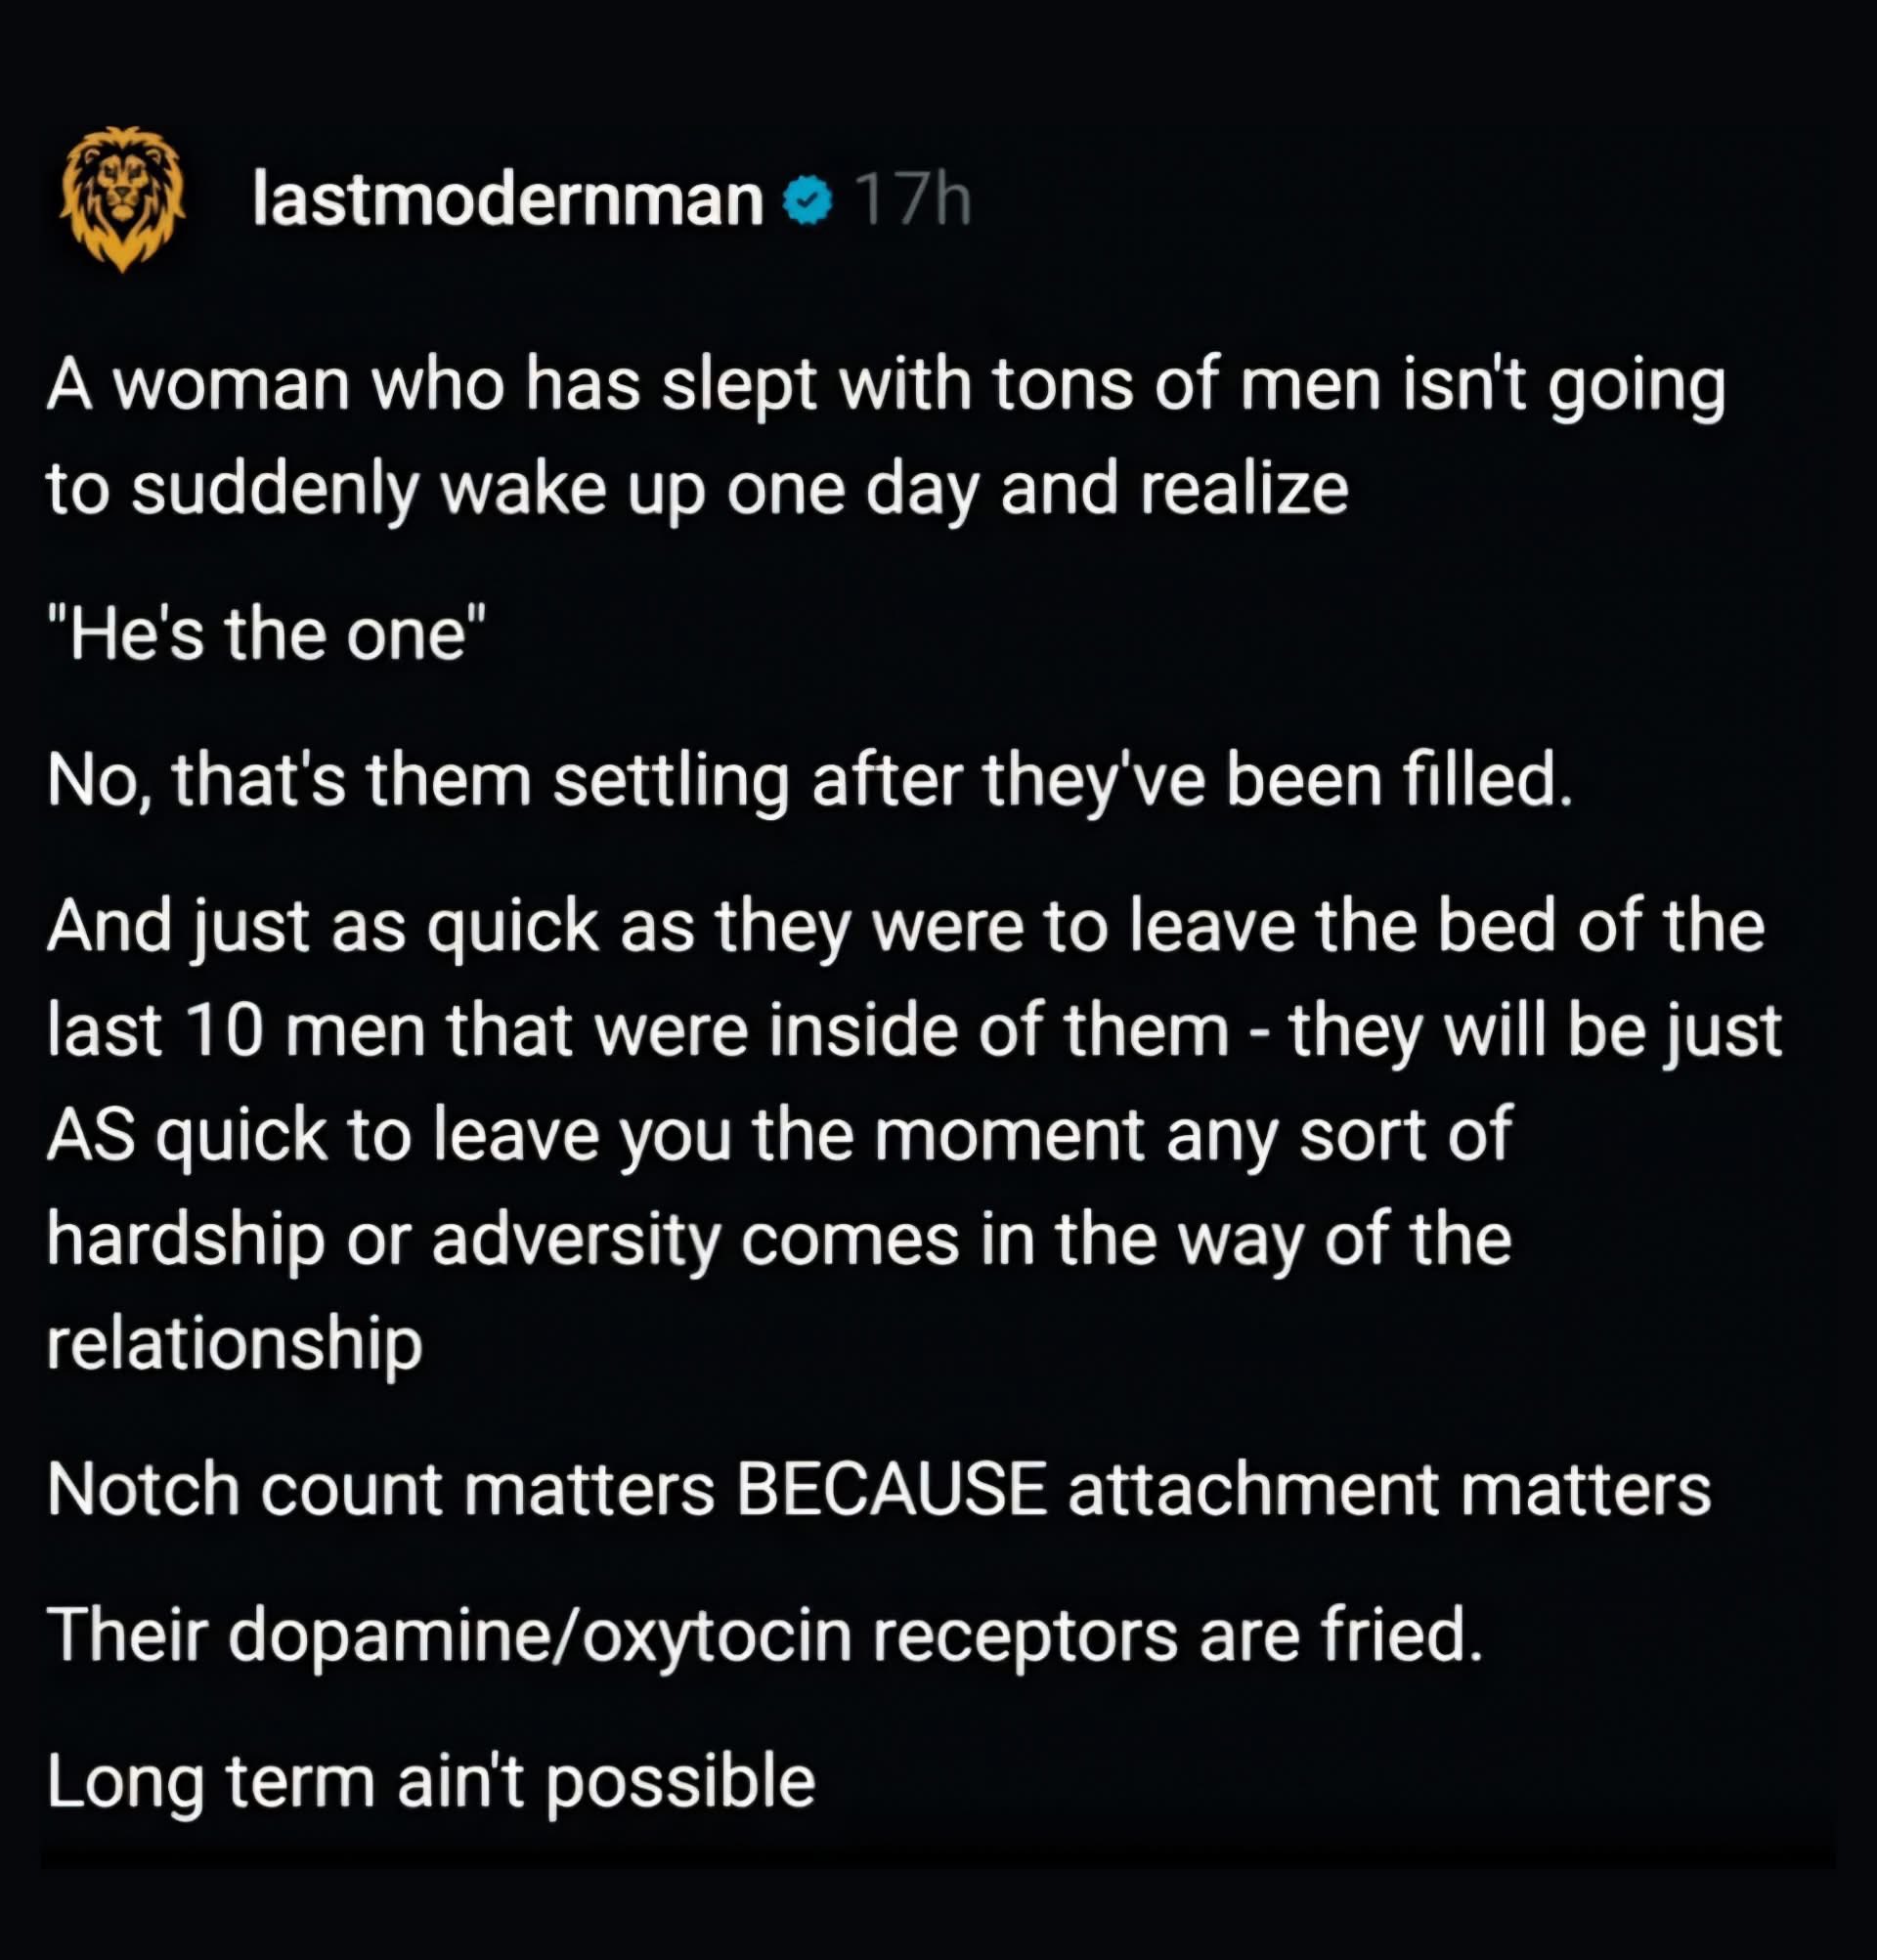 lastmodernman 17h
A woman who has slept with tons of men isn't going
to suddenly wake up one day and realize
"He's the one"
No, that's them settling after they've been filled.
And just as quick as they were to leave the bed of the
last 10 men that were inside of them - they will be just
AS quick to leave you the moment any sort of
hardship or adversity comes in the way of the
relationship
Notch count matters BECAUSE attachment matters
Their dopamine/oxytocin receptors are fried.
Long term ain't possible